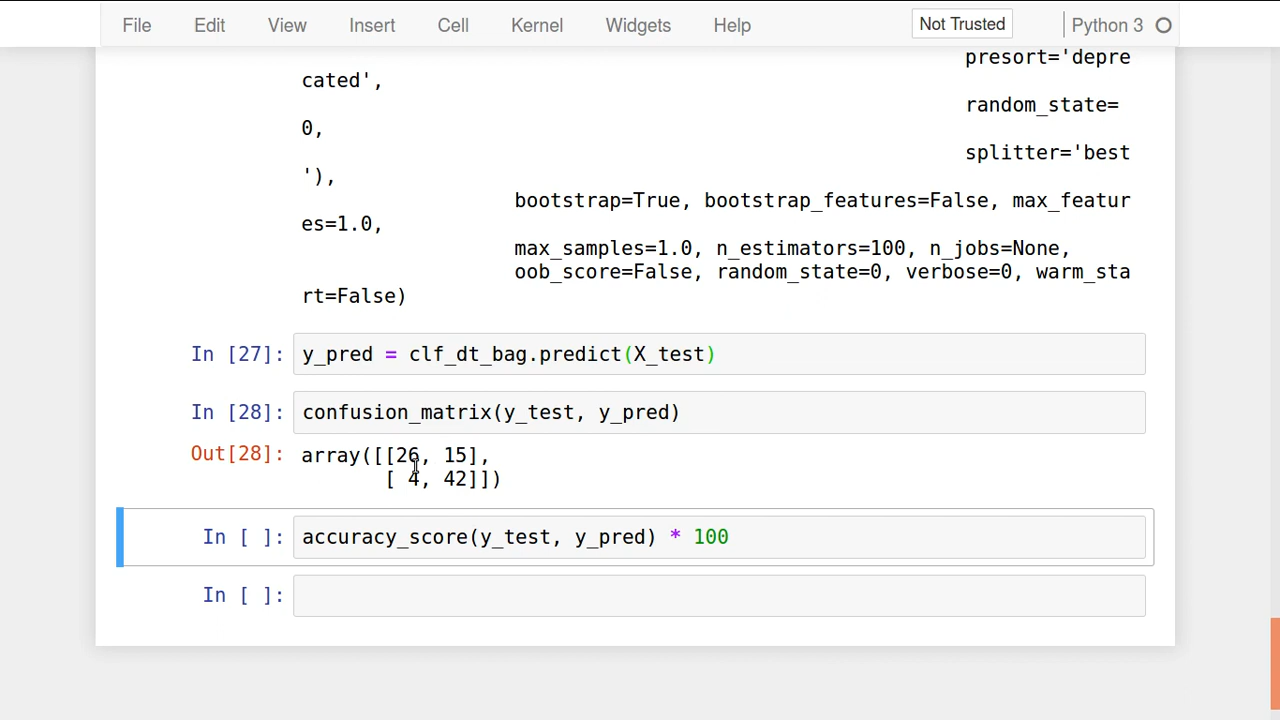 File Edit View Insert Cell Kernel Widgets Help Not Trusted Python 3
presort='depre
cated',
random_state=
0,
splitter='best
'),
bootstrap=True, bootstrap_features=False, max_featur
es=1.0,
max_samples=1.0, n_estimators=100, n_jobs=None,
oob_score=False, random_state=0, verbose=0, warm_sta
rt=False)
In [27]: y_pred = clf_dt_bag.predict(X_test)
In [28]: confusion_matrix(y_test, y_pred)
Out[28]: array([[26, 15],
[ 4, 42]])
In [ ]: accuracy_score(y_test, y_pred) * 100
In [ ]: